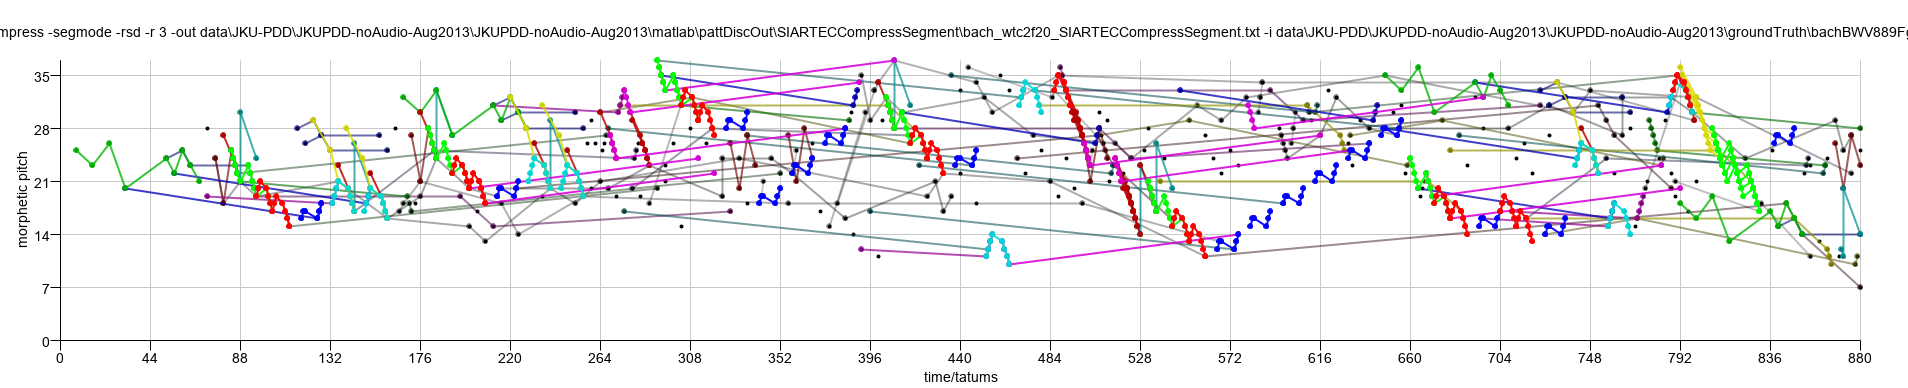 mpress -segmode -rsd -r 3 -out data\JKU-PDD\JKUPDD-noAudio-Aug2013\JKUPDD-noAudio-Aug2013\matlab\pattDiscOut\SIARTECCompressSegment\bach_wtc2f20_SIARTECCompressSegment.txt -i data\JKU-PDD\JKUPDD-noAudio-Aug2013\JKUPDD-noAudio-Aug2013\groundTruth\bachBWV889Fg
35
28
21
14
7
0
morphetic pitch
0 44 88 132 176 220 264 308 352 396 440 484 528 572 616 660 704 748 792 836 880
time/tatums